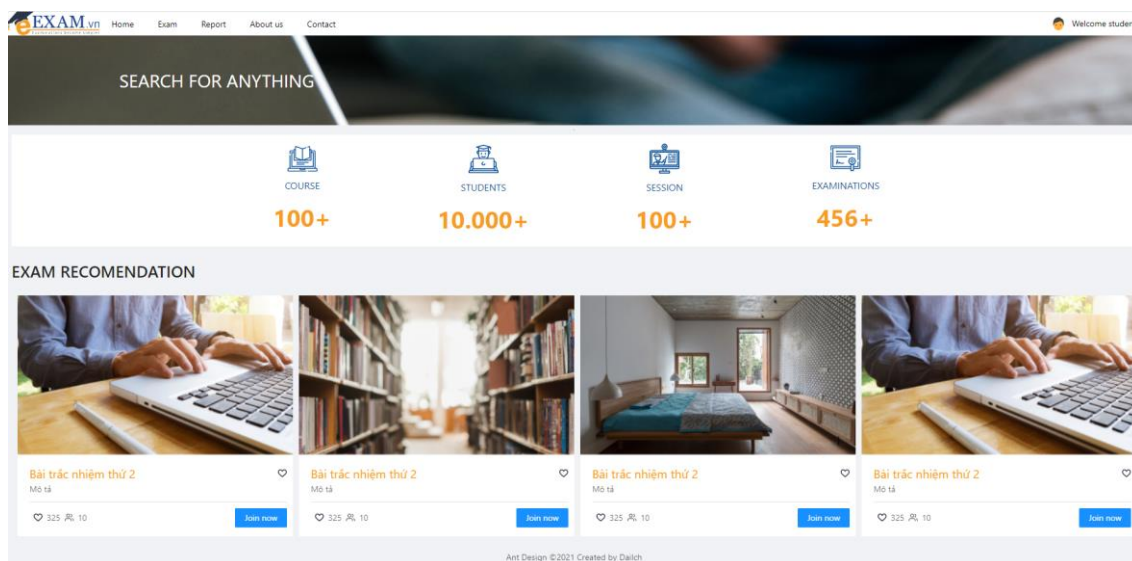 eEXAM.vn Home Exam Report About us Contact Welcome studen
SEARCH FOR ANYTHING
COURSE STUDENTS SESSION EXAMINATIONS
100+ 10.000+ 100+ 456+
EXAM RECOMENDATION
Bài trắc nhiệm thứ 2 Bài trắc nhiệm thứ 2 Bài trắc nhiệm thứ 2 Bài trắc nhiệm thứ 2
Mô tả Mô tả Mô tả Mô tả
325 10 Join now 325 10 Join now 325 10 Join now 325 10 Join now
Ant Design ©2021 Created by Dailch